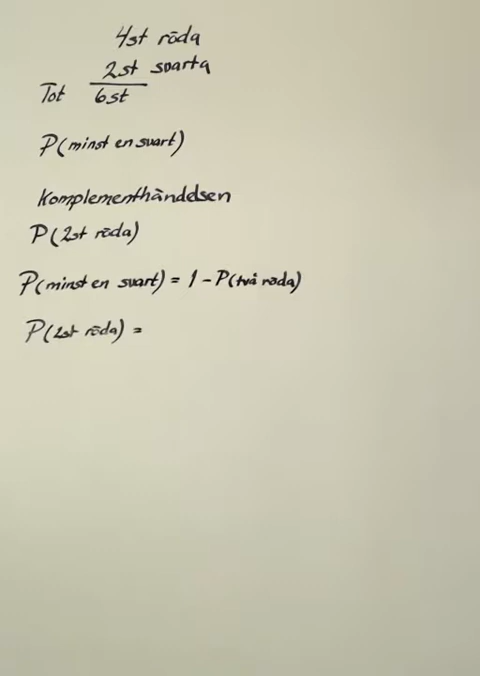 4st röda
2st svarta
Tot 6st
P(minst en svart)
Komplementhändelsen
P(2st röda)
P(minst en svart) = 1 - P(två röda)
P(2st röda) =